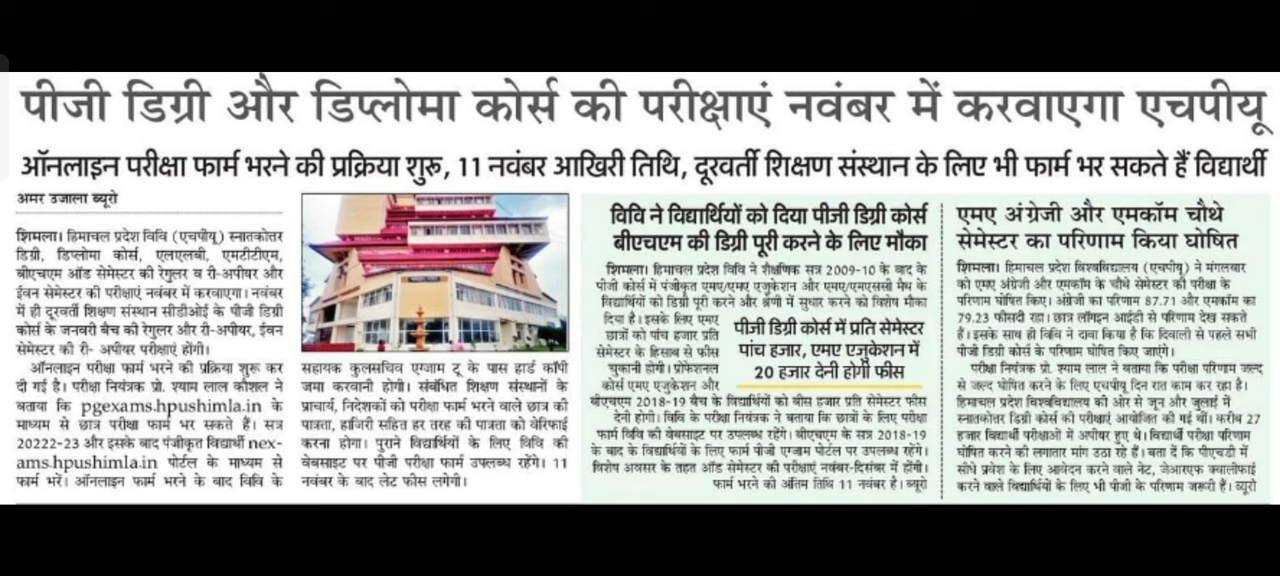 पीजी डिग्री और डिप्लोमा कोर्स की परीक्षाएं नवंबर में करवाएगा एचपीयू
ऑनलाइन परीक्षा फार्म भरने की प्रक्रिया शुरू, 11 नवंबर आखिरी तिथि, दूरवर्ती शिक्षण संस्थान के लिए भी फार्म भर सकते हैं विद्यार्थी
अमर उजाला ब्यूरो
शिमला। हिमाचल प्रदेश विवि (एचपीयू) स्नातकोत्तर
डिग्री, डिप्लोमा कोर्स, एलएलबी, एमटीटीएम,
बीएचएम ऑड सेमेस्टर की रेगुलर व री-अपीयर और
ईवन सेमेस्टर की परीक्षाएं नवंबर में करवाएगा। नवंबर
में ही दूरवर्ती शिक्षण संस्थान सीडीओई के पीजी डिग्री
कोर्स के जनवरी बैच की रेगुलर और री-अपीयर, ईवन
सेमेस्टर की री- अपीयर परीक्षाएं होंगी।
ऑनलाइन परीक्षा फार्म भरने की प्रक्रिया शुरू कर
दी गई है। परीक्षा नियंत्रक प्रो. श्याम लाल कौशल ने
बताया कि pgexams.hpushimla.in के
माध्यम से छात्र परीक्षा फार्म भर सकते हैं। सत्र
20222-23 और इसके बाद पंजीकृत विद्यार्थी nex-
ams.hpushimla.in पोर्टल के माध्यम से
फार्म भरें। ऑनलाइन फार्म भरने के बाद विवि के
सहायक कुलसचिव एग्जाम टू के पास हार्ड कॉपी
जमा करवानी होगी। संबंधित शिक्षण संस्थानों के
प्राचार्य, निदेशकों को परीक्षा फार्म भरने वाले छात्र की
पात्रता, हाजिरी सहित हर तरह की पात्रता को वेरिफाई
करना होगा। पुराने विद्यार्थियों के लिए विवि की
वेबसाइट पर पीजी परीक्षा फार्म उपलब्ध रहेंगे। 11
नवंबर के बाद लेट फीस लगेगी।
विवि ने विद्यार्थियों को दिया पीजी डिग्री कोर्स
बीएचएम की डिग्री पूरी करने के लिए मौका
शिमला। हिमाचल प्रदेश विवि ने शैक्षणिक सत्र 2009-10 के बाद के
पीजी कोर्स में पंजीकृत एमए/एमए एजुकेशन और एमए/एमएससी मैथ के
विद्यार्थियों को डिग्री पूरी करने और श्रेणी में सुधार करने को विशेष मौका
दिया है। इसके लिए एमए
छात्रों को पांच हजार प्रति
सेमेस्टर के हिसाब से फीस
चुकानी होगी। प्रोफेशनल
कोर्स एमए एजुकेशन और
पीजी डिग्री कोर्स में प्रति सेमेस्टर
पांच हजार, एमए एजुकेशन में
20 हजार देनी होगी फीस
बीएचएम 2018-19 बैच के विद्यार्थियों को बीस हजार प्रति सेमेस्टर फीस
देनी होगी। विवि के परीक्षा नियंत्रक ने बताया कि छात्रों के लिए परीक्षा
फार्म विवि की वेबसाइट पर उपलब्ध रहेंगे। बीएचएम के सत्र 2018-19
के बाद के विद्यार्थियों के लिए फार्म पीजी एग्जाम पोर्टल पर उपलब्ध रहेंगे।
विशेष अवसर के तहत ऑड सेमेस्टर की परीक्षाएं नवंबर-दिसंबर में होंगी।
फार्म भरने की अंतिम तिथि 11 नवंबर है। ब्यूरो
एमए अंग्रेजी और एमकॉम चौथे
सेमेस्टर का परिणाम किया घोषित
शिमला। हिमाचल प्रदेश विश्वविद्यालय (एचपीयू) ने मंगलवार
को एमए अंग्रेजी और एमकॉम के चौथे सेमेस्टर की परीक्षा के
परिणाम घोषित किए। अंग्रेजी का परिणाम 87.71 और एमकॉम का
79.23 फीसदी रहा। छात्र लॉगइन आईडी से परिणाम देख सकते
हैं। इसके साथ ही विवि ने दावा किया है कि दिवाली से पहले सभी
पीजी डिग्री कोर्स के परिणाम घोषित किए जाएंगे।
परीक्षा नियंत्रक प्रो. श्याम लाल ने बताया कि परीक्षा परिणाम जल्द
से जल्द घोषित करने के लिए एचपीयू दिन रात काम कर रहा है।
हिमाचल प्रदेश विश्वविद्यालय की ओर से जून और जुलाई में
स्नातकोत्तर डिग्री कोर्स की परीक्षाएं आयोजित की गई थीं। करीब 27
हजार विद्यार्थी परीक्षाओं में अपीयर हुए थे। विद्यार्थी परीक्षा परिणाम
घोषित करने की लगातार मांग उठा रहे हैं। बता दें कि पीएचडी में
सीधे प्रवेश के लिए आवेदन करने वाले नेट, जेआरएफ क्वालीफाई
करने वाले विद्यार्थियों के लिए भी पीजी के परिणाम जरूरी हैं। ब्यूरो